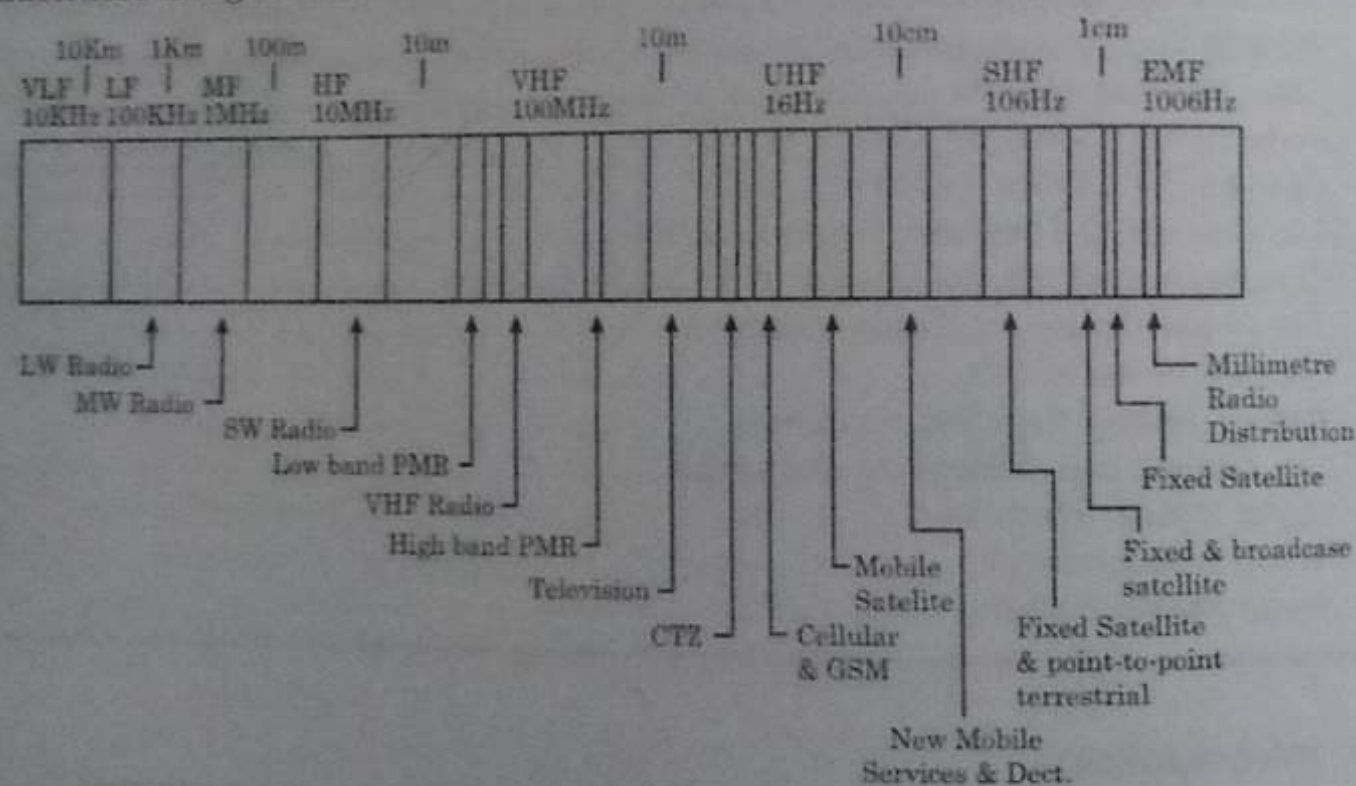 10Km 1Km 100m 10m 10m 10cm 1cm
VLF LF MF HF VHF UHF SHF EMF
10KHz 100KHz 1MHz 10MHz 100MHz 16Hz 106Hz 1006Hz
LW Radio
MW Radio
SW Radio
Low band PMR
VHF Radio
High band PMR
Television
CTZ
Cellular
& GSM
Mobile
Satelite
New Mobile
Services & Dect.
Fixed Satellite
& point-to-point
terrestrial
Fixed & broadcase
satellite
Fixed Satellite
Millimetre
Radio
Distribution